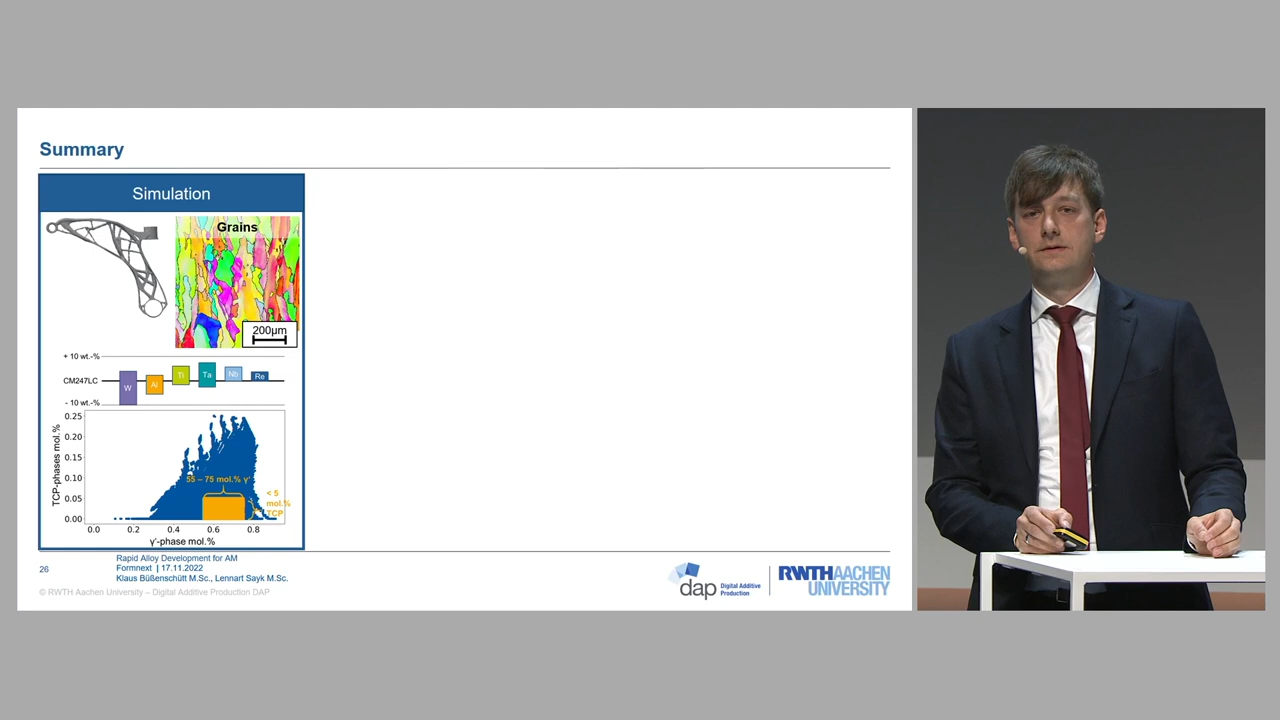 Summary
Simulation
Grains
200µm
+ 10 wt.-%
CM247LC
W
Al
Ti
Ta
Nb
Re
- 10 wt.-%
TCP-phases mol.%
0.25
0.20
0.15
0.10
0.05
0.00
55 – 75 mol.% γ'
< 5
mol.%
TCP
0.0 0.2 0.4 0.6 0.8
γ'-phase mol.%
26
Rapid Alloy Development for AM
Formnext | 17.11.2022
Klaus Büßenschütt M.Sc., Lennart Sayk M.Sc.
© RWTH Aachen University – Digital Additive Production DAP
dap
Digital Additive
Production
RWTHAACHEN
UNIVERSITY